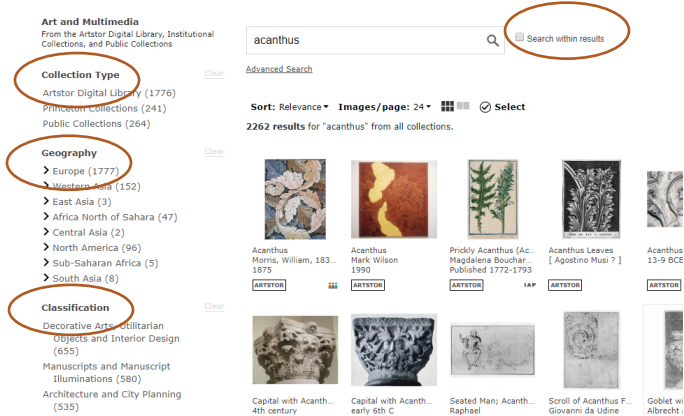 Art and Multimedia
From the Artstor Digital Library, Institutional
Collections, and Public Collections
Collection Type
Clear
Artstor Digital Library (1776)
Princeton Collections (241)
Public Collections (264)
Geography
Clear
Europe (1777)
Western Asia (152)
East Asia (3)
Africa North of Sahara (47)
Central Asia (2)
North America (96)
Sub-Saharan Africa (5)
South Asia (8)
Classification
Clear
Decorative Arts, Utilitarian
Objects and Interior Design
(655)
Manuscripts and Manuscript
Illuminations (580)
Architecture and City Planning
(535)
acanthus
Search within results
Advanced Search
Sort: Relevance Images/page: 24 Select
2262 results for "acanthus" from all collections.
Acanthus
Morris, William, 183...
1875
ARTSTOR
Acanthus
Mark Wilson
1990
ARTSTOR
Prickly Acanthus (Ac...
Magdalena Bouchar...
Published 1772-1793
ARTSTOR IAP
Acanthus Leaves
[ Agostino Musi ? ]
ARTSTOR
Acanthus
13-9 BCE
ARTSTOR
Capital with Acanth...
4th century
Capital with Acanth...
early 6th C
Seated Man; Acanth...
Raphael
Scroll of Acanthus F...
Giovanni da Udine
Goblet wi
Albrecht